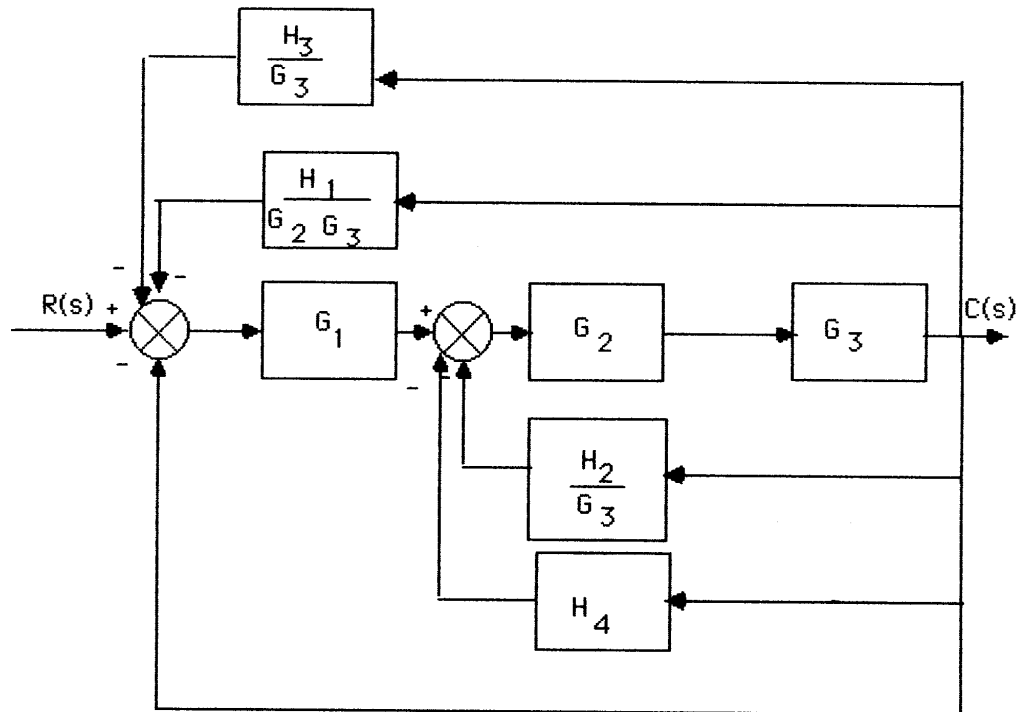 H3
G3
H1
G2 G3
- -
R(s) + G1 + G2 G3 C(s)
- - -
H2
G3
H4